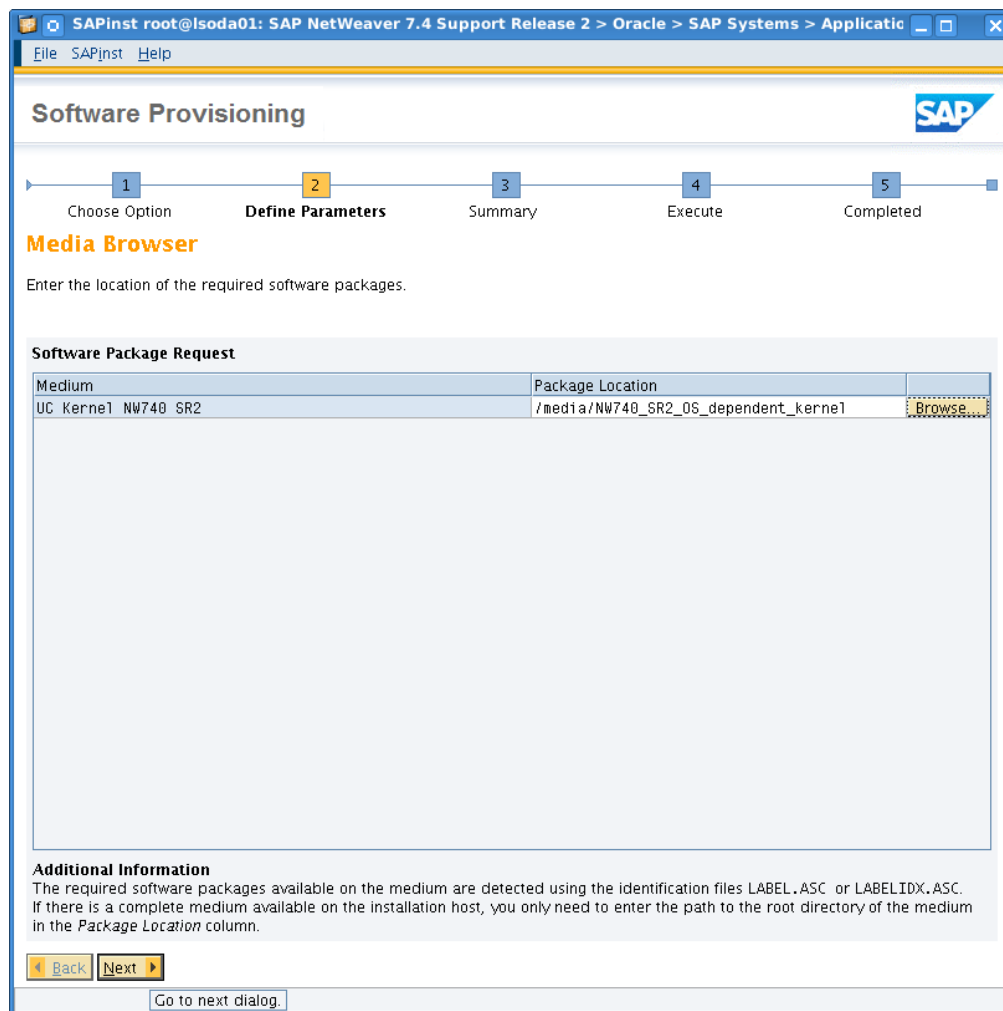 SAPinst root@lsoda01: SAP NetWeaver 7.4 Support Release 2 > Oracle > SAP Systems > Applicatio
File SAPinst Help
Software Provisioning
SAP
1 2 3 4 5
Choose Option Define Parameters Summary Execute Completed
Media Browser
Enter the location of the required software packages.
Software Package Request
Medium Package Location
UC Kernel NW740 SR2 /media/NW740_SR2_OS_dependent_kernel Browse...
Additional Information
The required software packages available on the medium are detected using the identification files LABEL.ASC or LABELIDX.ASC.
If there is a complete medium available on the installation host, you only need to enter the path to the root directory of the medium
in the Package Location column.
Back Next
Go to next dialog.